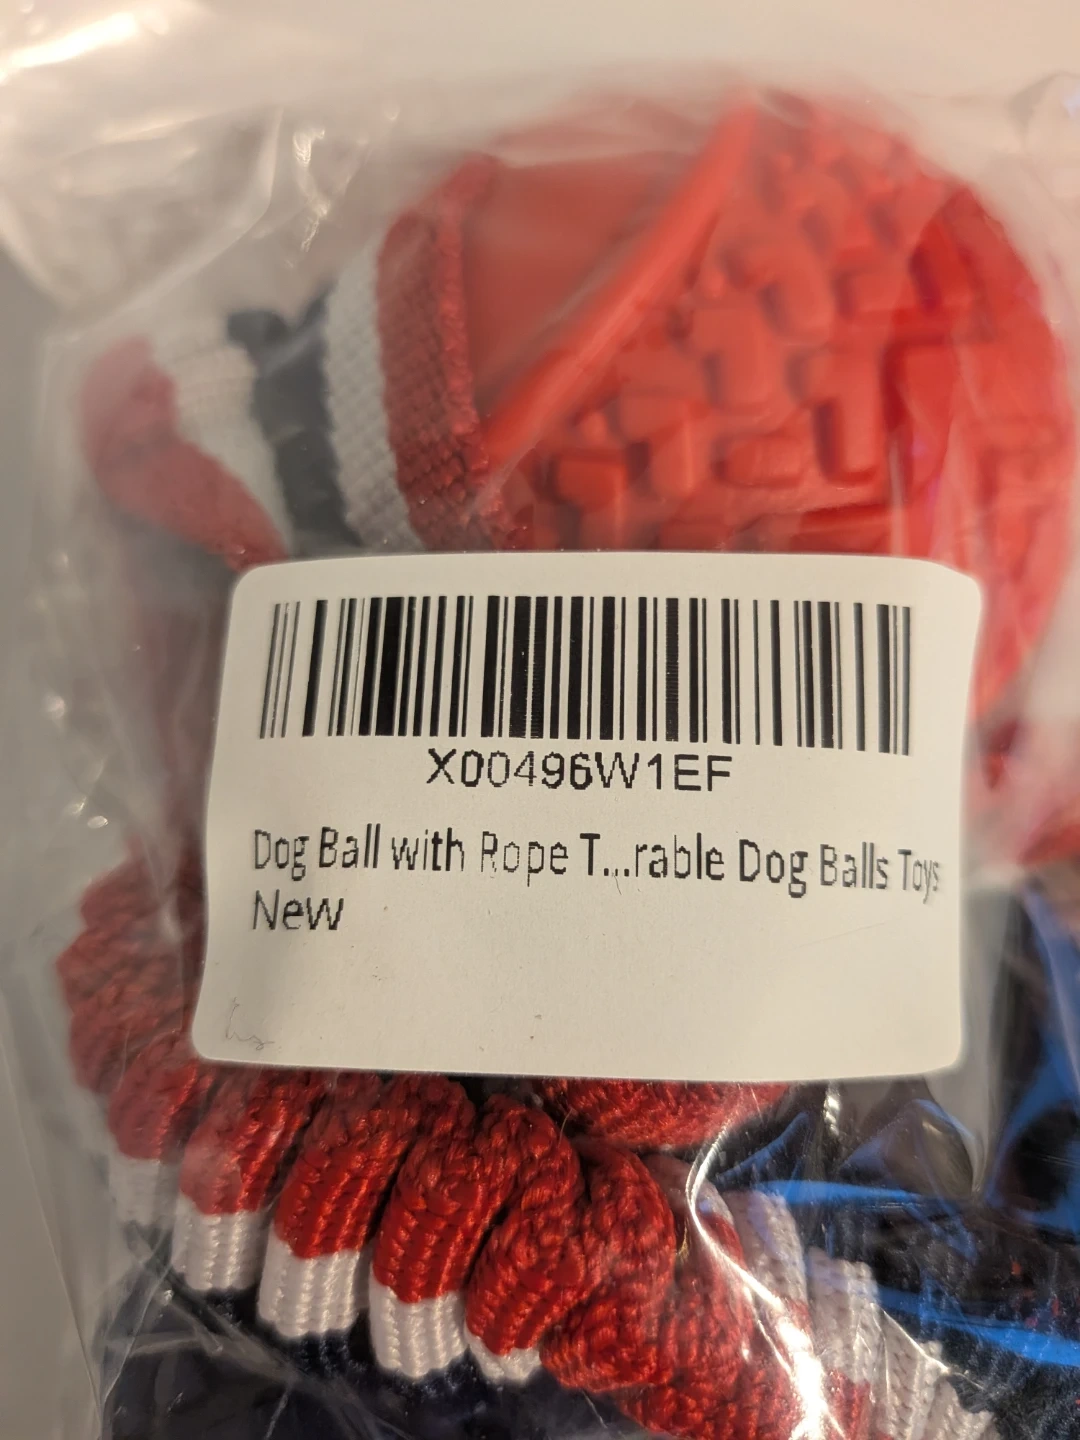 X00496W1EF
Dog Ball with Rope T...rable Dog Balls Toys
New